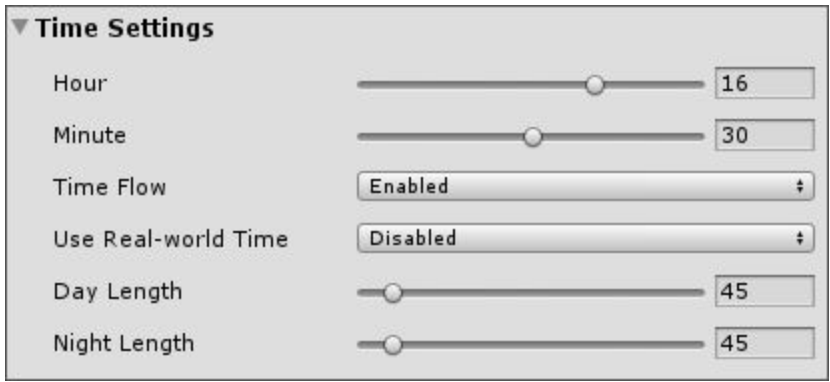 Time Settings
Hour 16
Minute 30
Time Flow Enabled
Use Real-world Time Disabled
Day Length 45
Night Length 45